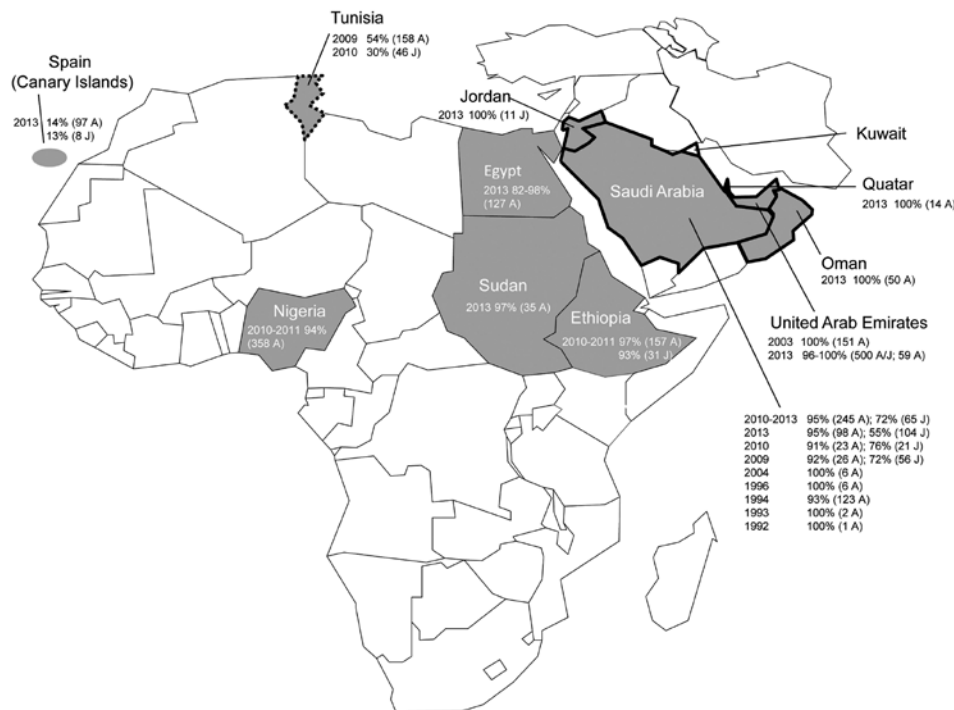 Tunisia
2009 54% (158 A)
2010 30% (46 J)
Spain
(Canary Islands)
2013 14% (97 A)
13% (8 J)
Jordan
2013 100% (11 J)
Kuwait
Egypt
2013 82-98%
(127 A)
Saudi Arabia
Quatar
2013 100% (14 A)
Oman
2013 100% (50 A)
Sudan
2013 97% (35 A)
Nigeria
2010-2011 94%
(358 A)
Ethiopia
2010-2011 97% (157 A)
93% (31 J)
United Arab Emirates
2003 100% (151 A)
2013 96-100% (500 A/J; 59 A)
2010-2013 95% (245 A); 72% (65 J)
2013 95% (98 A); 55% (104 J)
2010 91% (23 A); 76% (21 J)
2009 92% (26 A); 72% (56 J)
2004 100% (6 A)
1996 100% (6 A)
1994 93% (123 A)
1993 100% (2 A)
1992 100% (1 A)